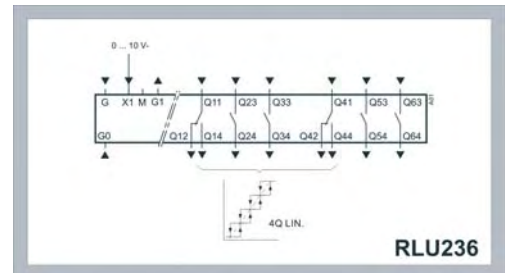 0 ... 10 V-
G X1 M G1 Q11 Q23 Q33 Q41 Q53 Q63
G0 Q12 Q14 Q24 Q34 Q42 Q44 Q54 Q64
A01
4Q LIN.
RLU236